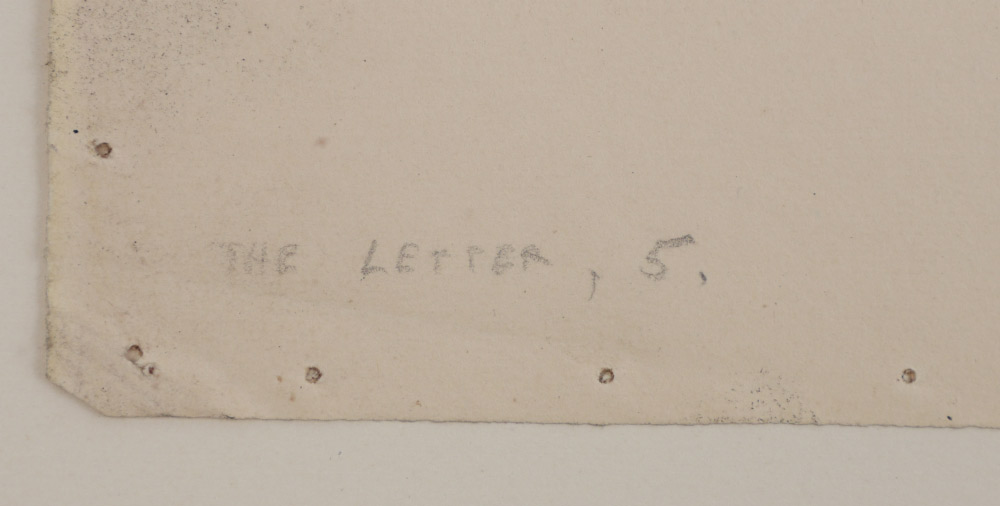 THE LETTER, 5.